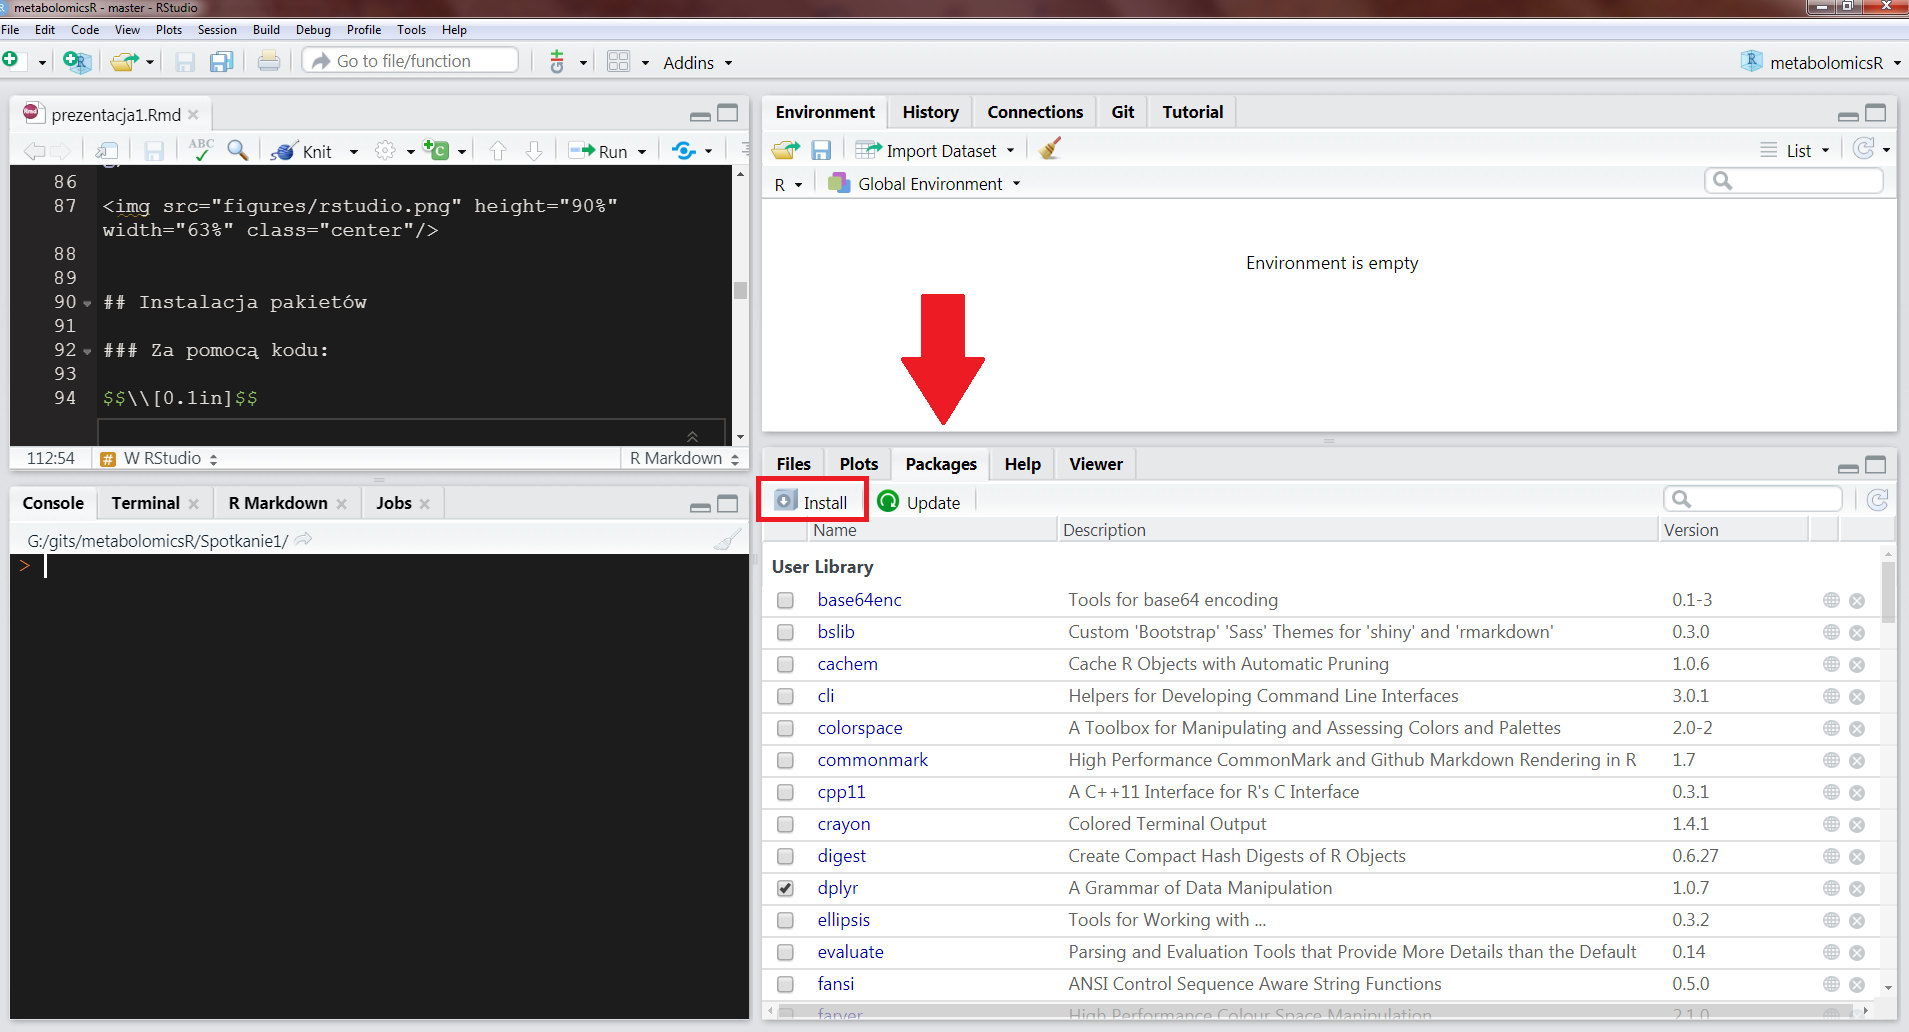 metabolomicsR - master - RStudio
File Edit Code View Plots Session Build Debug Profile Tools Help
Go to file/function Addins metabolomicsR
prezentacja1.Rmd
ABC Knit Run
86
87 <img src="figures/rstudio.png" height="90%"
width="63%" class="center"/>
88
89
90 ## Instalacja pakietów
91
92 ### Za pomocą kodu:
93
94 $$\\[0.1in]$$
112:54 # W RStudio R Markdown
Console Terminal R Markdown Jobs
G:/gits/metabolomicsR/Spotkanie1/
>
Environment History Connections Git Tutorial
Import Dataset List
R Global Environment
Environment is empty
Files Plots Packages Help Viewer
Install Update
Name Description Version
User Library
base64enc Tools for base64 encoding 0.1-3
bslib Custom 'Bootstrap' 'Sass' Themes for 'shiny' and 'rmarkdown' 0.3.0
cachem Cache R Objects with Automatic Pruning 1.0.6
cli Helpers for Developing Command Line Interfaces 3.0.1
colorspace A Toolbox for Manipulating and Assessing Colors and Palettes 2.0-2
commonmark High Performance CommonMark and Github Markdown Rendering in R 1.7
cpp11 A C++11 Interface for R's C Interface 0.3.1
crayon Colored Terminal Output 1.4.1
digest Create Compact Hash Digests of R Objects 0.6.27
dplyr A Grammar of Data Manipulation 1.0.7
ellipsis Tools for Working with ... 0.3.2
evaluate Parsing and Evaluation Tools that Provide More Details than the Default 0.14
fansi ANSI Control Sequence Aware String Functions 0.5.0
farver High Performance Colour Space Manipulation 2.1.0